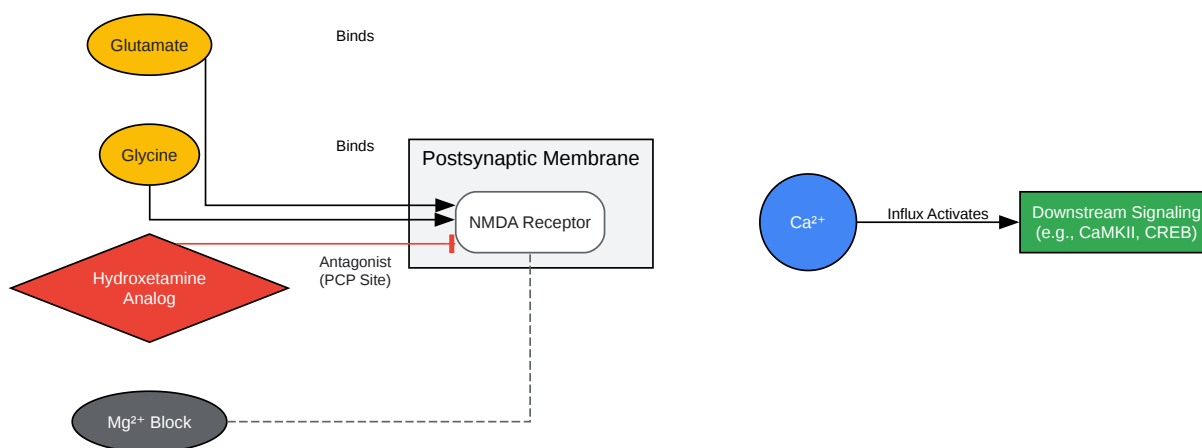 Glutamate
Binds
Glycine
Binds
Postsynaptic Membrane
NMDA Receptor
Antagonist
(PCP Site)
Hydroxetamine
Analog
Mg²⁺ Block
Ca²⁺
Influx Activates
Downstream Signaling
(e.g., CaMKII, CREB)